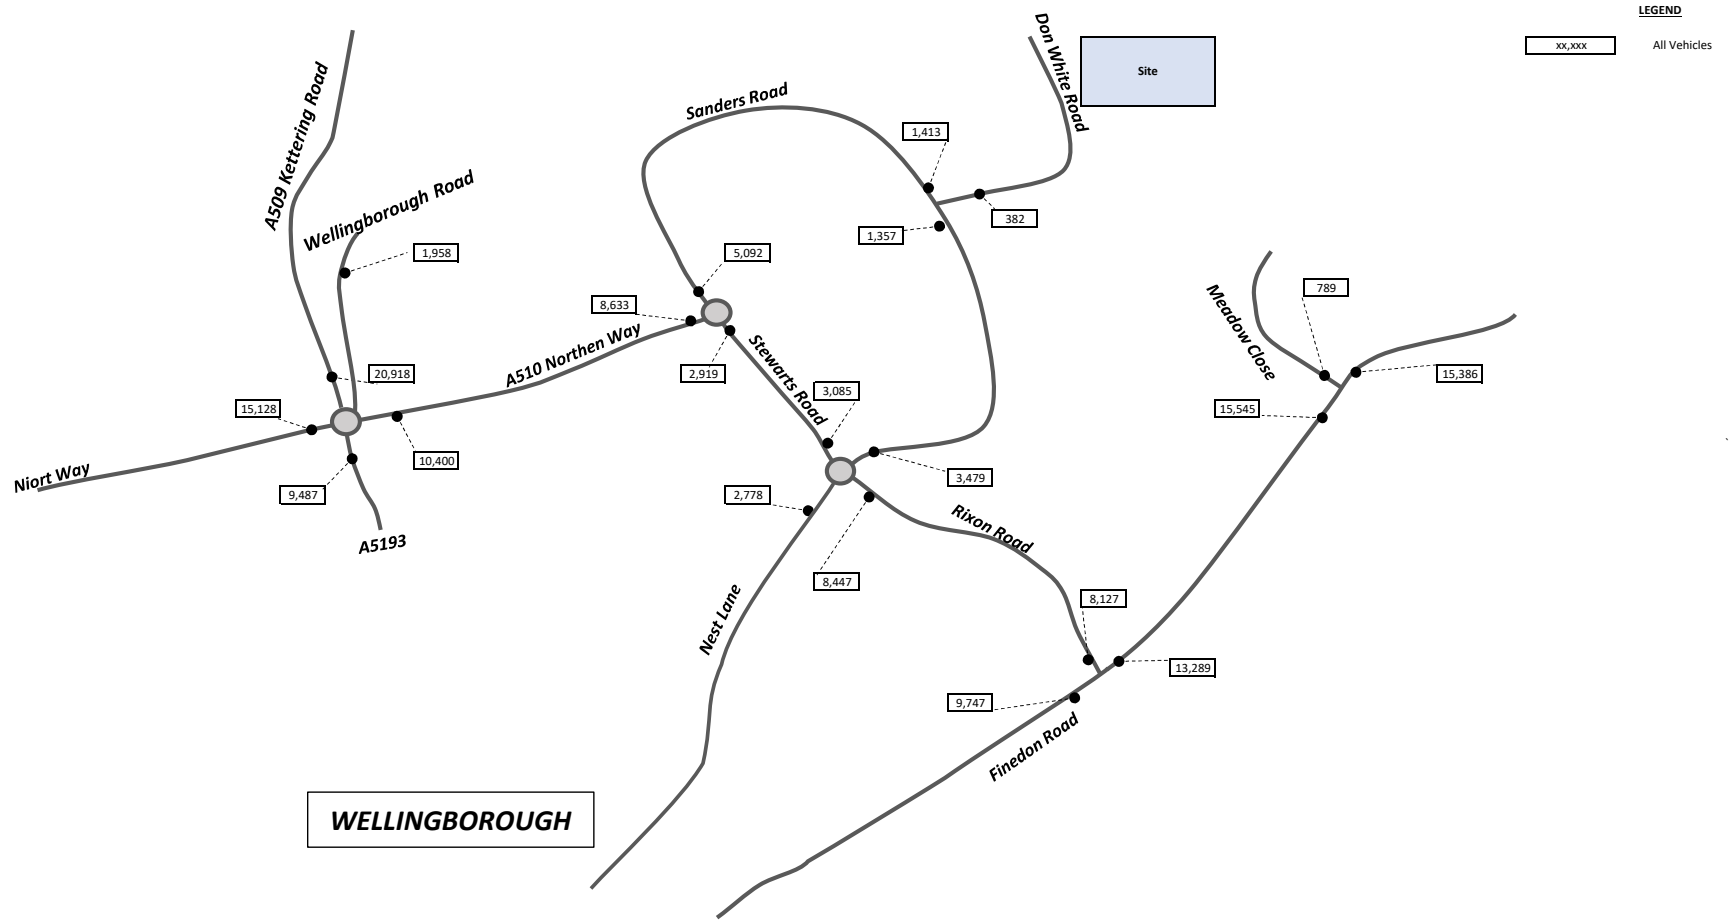 LEGEND
xx,xxx
All Vehicles
Site
Don White Road
Sanders Road
1,413
382
1,357
A509 Kettering Road
Wellingborough Road
1,958
5,092
8,633
A510 Northen Way
2,919
Stewarts Road
3,085
789
Meadow Close
15,386
15,545
20,918
15,128
10,400
Niort Way
9,487
A5193
3,479
2,778
8,447
Rixon Road
Nest Lane
8,127
13,289
9,747
Finedon Road
WELLINGBOROUGH